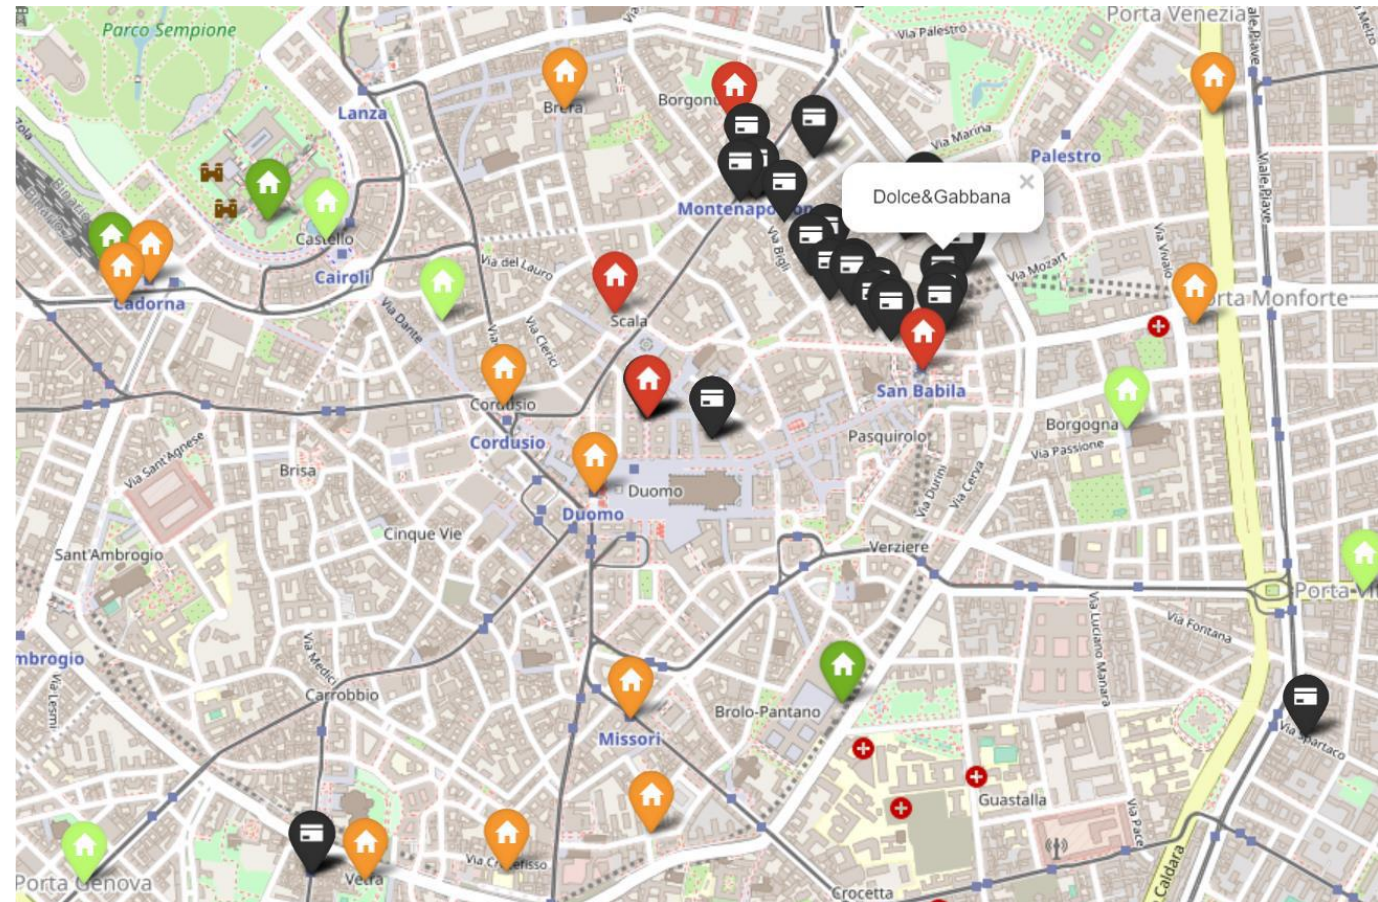 Porta Venezia
Parco Sempione
Via Palestro
Viale Piave
Lanza
Brera
Via Marina
Palestro
Dolce&Gabbana
×
Via Vivaio
Via Bigli
Castello
Cairoli
Via del Lauro
Via Mozart
Cadorna
Via Dante
Via Clerici
Scala
San Babila
Cordusio
Cordusio
Borgogna
Pasquirolo
Via Passione
Via Sant'Agnese
Brisa
Duomo
Duomo
Via Durini
Via Cerva
Cinque Vie
Verziere
Sant'Ambrogio
Via Luciano Manara
Via Fontana
Via Medici
Via Lesmi
Carrobbio
Brolo-Pantano
Missori
Via Spartaco
Guastalla
Via Pace
Vetra
Porta Genova
Crocetta
Caldara